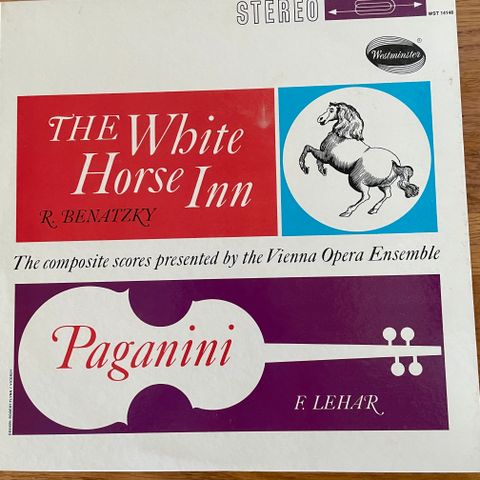 STEREO
WST 14148
Westminster
THE White
Horse Inn
R. BENATZKY
The composite scores presented by the Vienna Opera Ensemble
Paganini
F. LEHAR